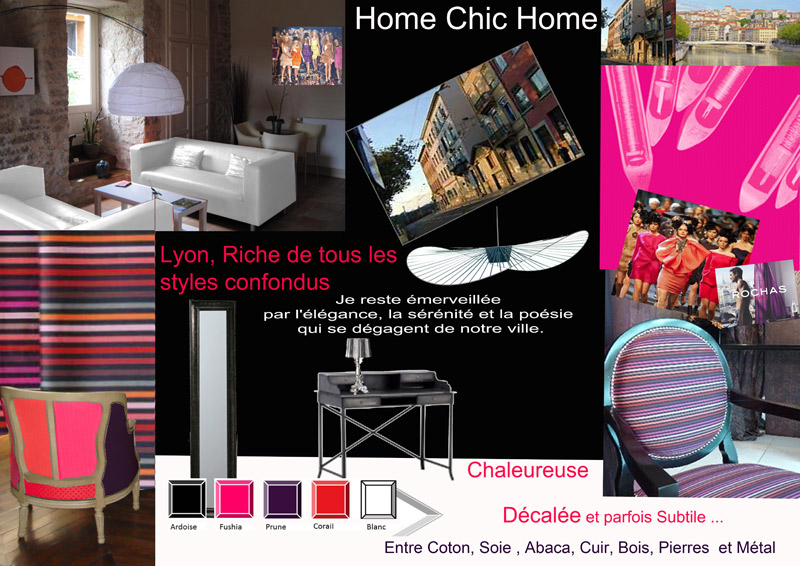 Home Chic Home
Lyon, Riche de tous les
styles confondus
Je reste émerveillée
par l'élégance, la sérénité et la poésie
qui se dégagent de notre ville.
ROCHAS
Chaleureuse
Ardoise Fushia Prune Corail Blanc
Décalée et parfois Subtile ...
Entre Coton, Soie , Abaca, Cuir, Bois, Pierres et Métal